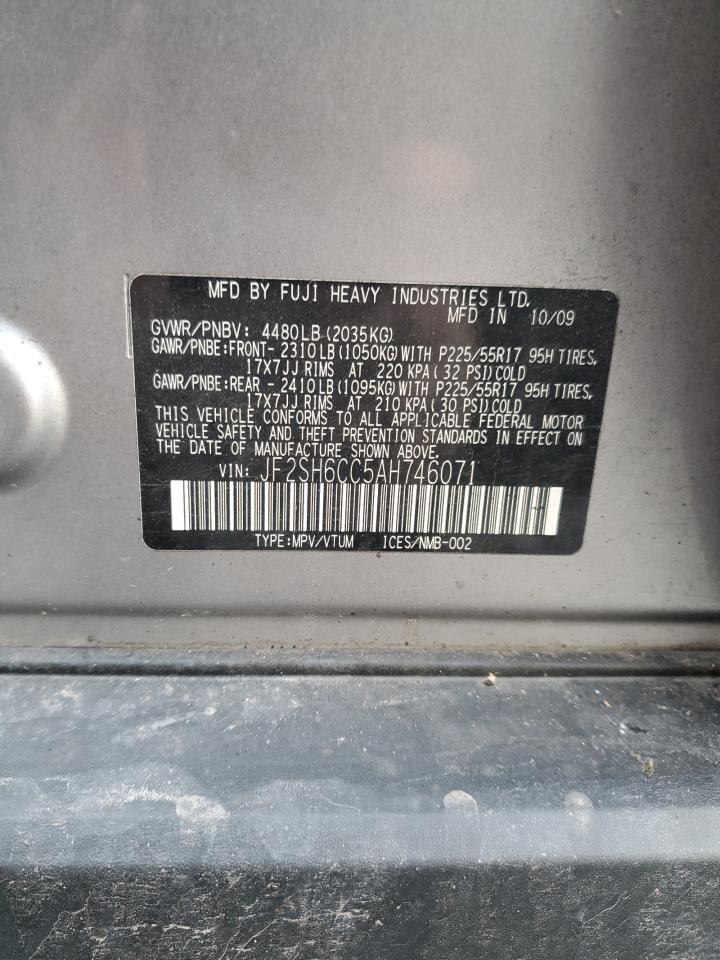 MFD BY FUJI HEAVY INDUSTRIES LTD.
MFD IN 10/09
GVWR/PNBV: 4480LB(2035KG)
GAWR/PNBE:FRONT- 2310LB(1050KG)WITH P225/55R17 95H TIRES,
17X7JJ RIMS AT 220 KPA(32 PSI)COLD
GAWR/PNBE:REAR - 2410LB(1095KG)WITH P225/55R17 95H TIRES,
17X7JJ RIMS AT 210 KPA(30 PSI)COLD
THIS VEHICLE CONFORMS TO ALL APPLICABLE FEDERAL MOTOR
VEHICLE SAFETY AND THEFT PREVENTION STANDARDS IN EFFECT ON
THE DATE OF MANUFACTURE SHOWN ABOVE.
VIN: JF2SH6CC5AH746071
TYPE:MPV/VTUM ICES/NMB-002